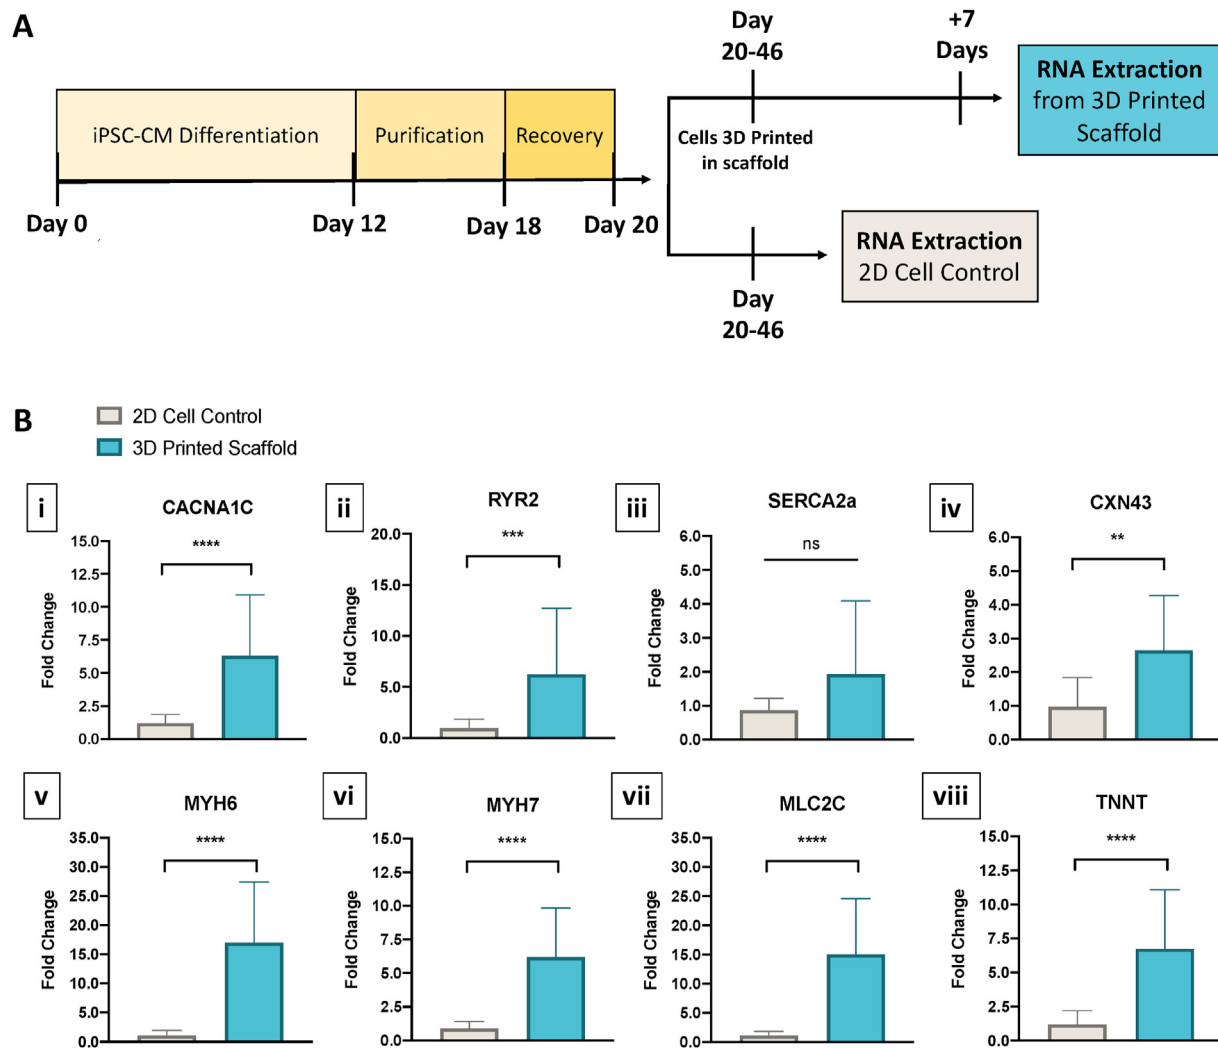 A
iPSC-CM Differentiation
Purification
Recovery
Day 0
Day 12
Day 18
Day 20
Day
20-46
+7
Days
Cells 3D Printed
in scaffold
RNA Extraction
from 3D Printed
Scaffold
Day
20-46
RNA Extraction
2D Cell Control
B
2D Cell Control
3D Printed Scaffold
i
CACNA1C
****
Fold Change
15.0
12.5
10.0
7.5
5.0
2.5
0.0
ii
RYR2
***
Fold Change
20.0
15.0
10.0
5.0
0.0
iii
SERCA2a
ns
Fold Change
6.0
5.0
4.0
3.0
2.0
1.0
0.0
iv
CXN43
**
Fold Change
6.0
5.0
4.0
3.0
2.0
1.0
0.0
v
MYH6
****
Fold Change
35.0
30.0
25.0
20.0
15.0
10.0
5.0
0.0
vi
MYH7
****
Fold Change
15.0
12.5
10.0
7.5
5.0
2.5
0.0
vii
MLC2C
****
Fold Change
35.0
30.0
25.0
20.0
15.0
10.0
5.0
0.0
viii
TNNT
****
Fold Change
15.0
12.5
10.0
7.5
5.0
2.5
0.0